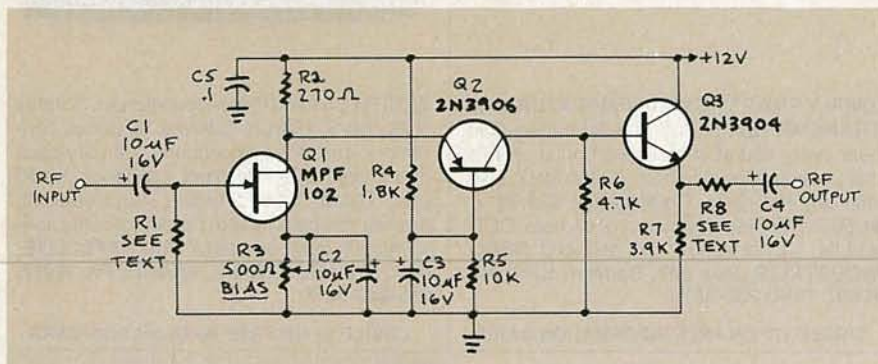 +12V
C5
.1
R2
270Ω
Q2
2N3906
Q3
2N3904
C1
10µF
16V
Q1
MPF
102
R4
1.8K
RF
INPUT
R6
4.7K
R8
SEE
TEXT
C4
10µF
16V
RF
OUTPUT
R1
SEE
TEXT
R3
500Ω
BIAS
C2
10µF
16V
C3
10µF
16V
R5
10K
R7
3.9K